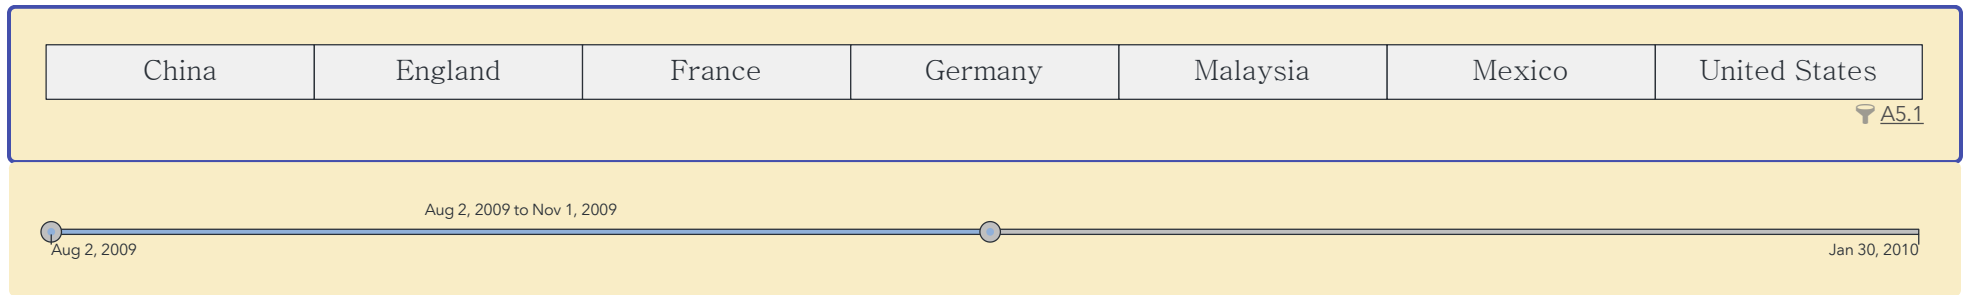 China England France Germany Malaysia Mexico United States
A5.1
Aug 2, 2009 to Nov 1, 2009
Aug 2, 2009 Jan 30, 2010